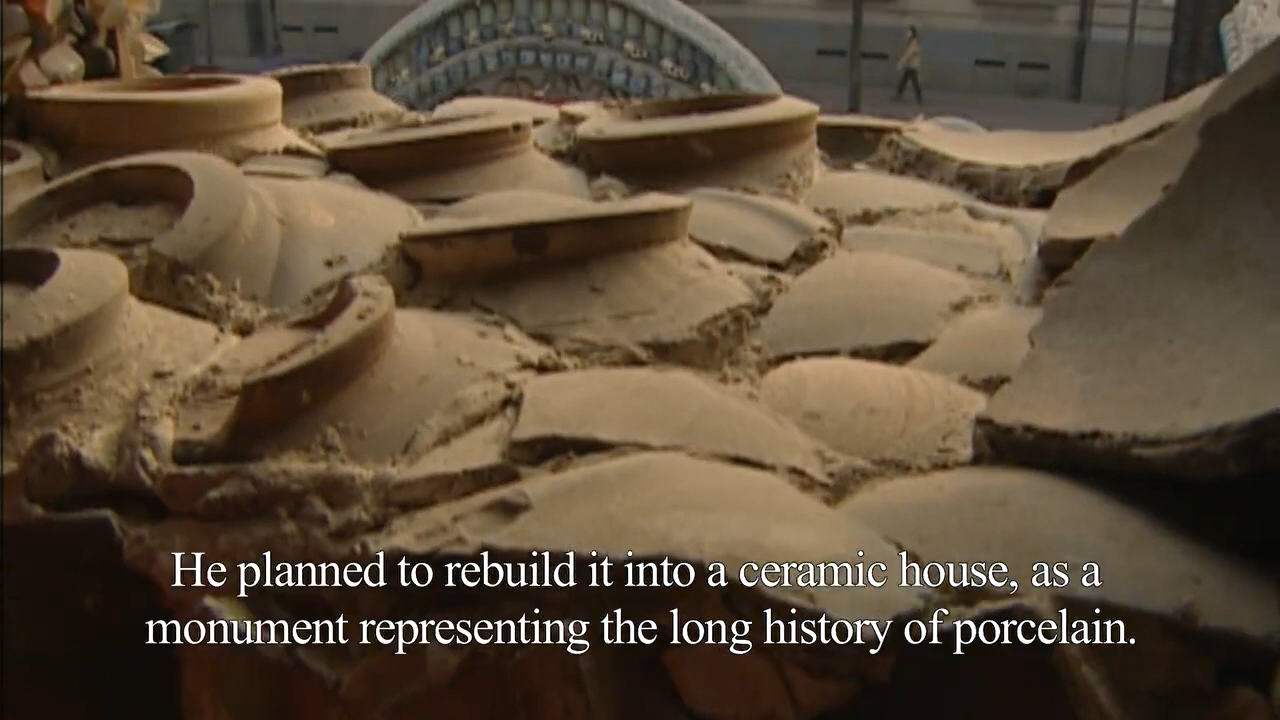 He planned to rebuild it into a ceramic house, as a
monument representing the long history of porcelain.